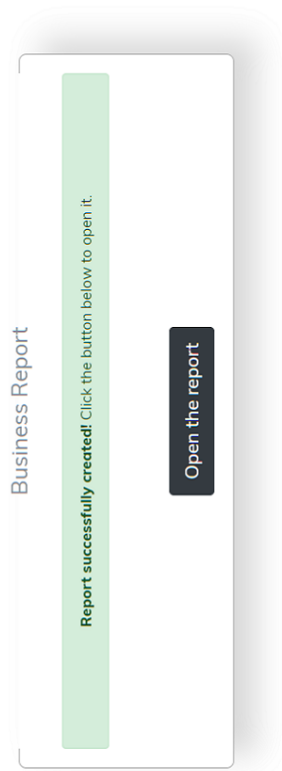 Business Report
Report successfully created! Click the button below to open it.
Open the report